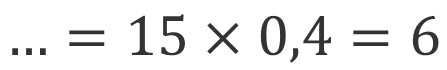 ... = 15 × 0,4 = 6